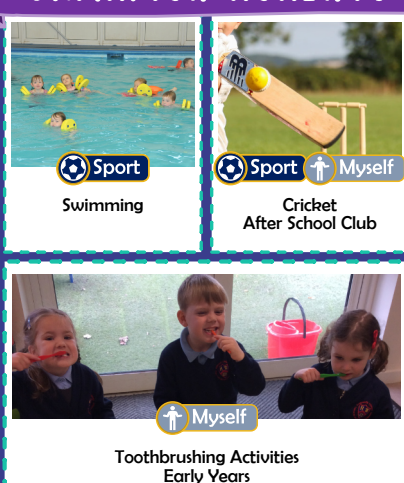 Sport
Swimming
Sport
Myself
Cricket
After School Club
Myself
Toothbrushing Activities
Early Years